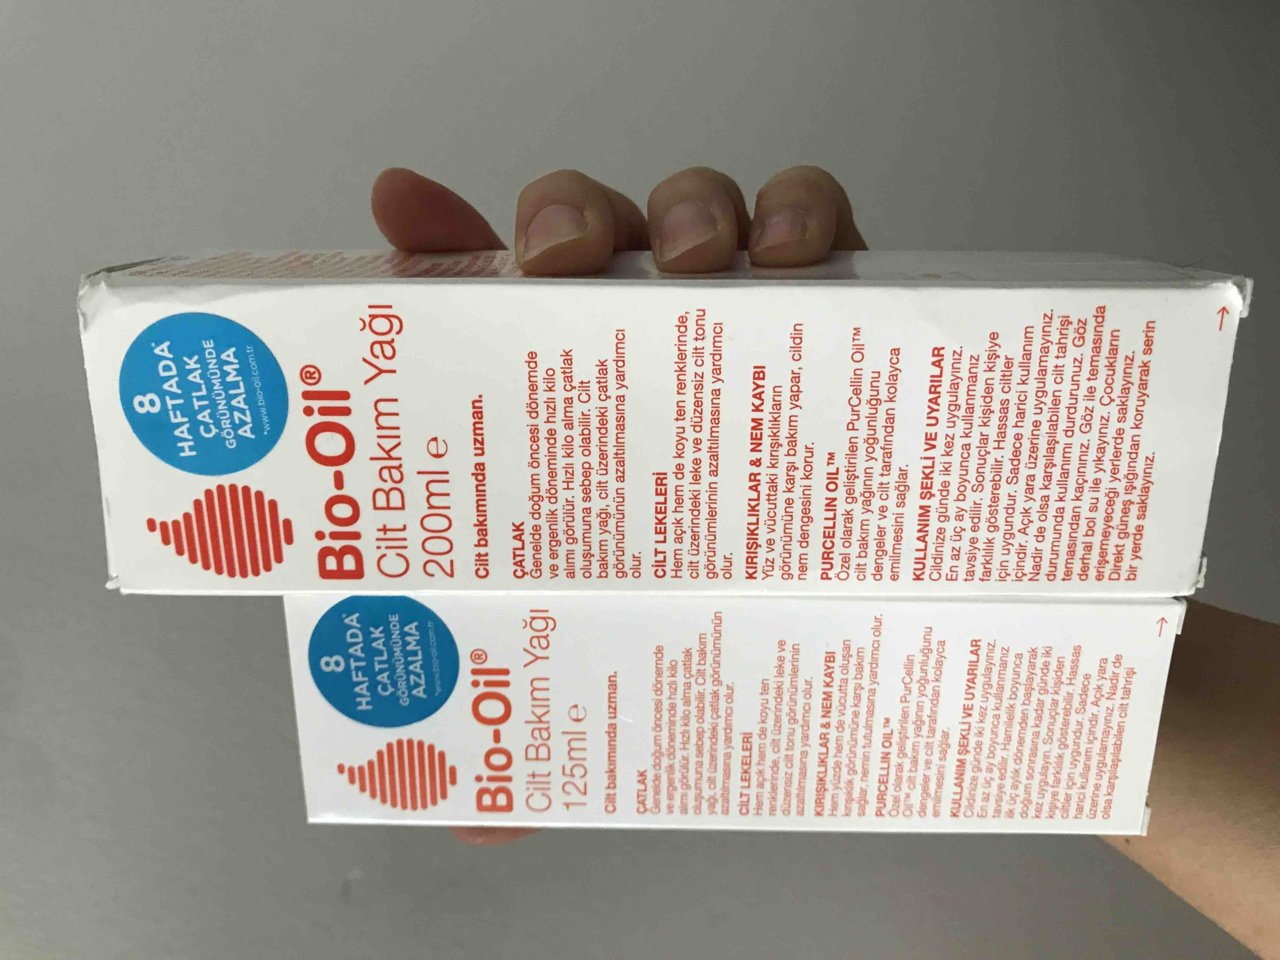 8
HAFTADA*
ÇATLAK
GÖRÜNÜMÜNDE
AZALMA
*www.bio-oil.com.tr
Bio-Oil®
Cilt Bakım Yağı
200ml e
Cilt bakımında uzman.
ÇATLAK
Genelde doğum öncesi dönemde
ve ergenlik döneminde hızlı kilo
alımı görülür. Hızlı kilo alma çatlak
oluşumuna sebep olabilir. Cilt
bakım yağı, cilt üzerindeki çatlak
görünümünün azaltılmasına yardımcı
olur.
CİLT LEKELERİ
Hem açık hem de koyu ten renklerinde,
cilt üzerindeki leke ve düzensiz cilt tonu
görünümlerinin azaltılmasına yardımcı
olur.
KIRIŞIKLIKLAR & NEM KAYBI
Yüz ve vücuttaki kırışıklıkların
görünümüne karşı bakım yapar, cildin
nem dengesini korur.
PURCELLIN OIL™
Özel olarak geliştirilen PurCellin Oil™
cilt bakım yağının yoğunluğunu
dengeler ve cilt tarafından kolayca
emilmesini sağlar.
KULLANIM ŞEKLİ VE UYARILAR
Cildinize günde iki kez uygulayınız.
En az üç ay boyunca kullanmanız
tavsiye edilir. Sonuçlar kişiden kişiye
farklılık gösterebilir. Hassas ciltler
için uygundur. Sadece harici kullanım
içindir. Açık yara üzerine uygulamayınız.
Nadir de olsa karşılaşılabilen cilt tahrişi
durumunda kullanımı durdurunuz. Göz
temasından kaçınınız. Göz ile temasında
derhal bol su ile yıkayınız. Çocukların
erişemeyeceği yerlerde saklayınız.
Direkt güneş ışığından koruyarak serin
bir yerde saklayınız.
8
HAFTADA*
ÇATLAK
GÖRÜNÜMÜNDE
AZALMA
*www.bio-oil.com.tr
Bio-Oil®
Cilt Bakım Yağı
125ml e
Cilt bakımında uzman.
ÇATLAK
Genelde doğum öncesi dönemde
ve ergenlik döneminde hızlı kilo
alımı görülür. Hızlı kilo alma çatlak
oluşumuna sebep olabilir. Cilt bakım
yağı, cilt üzerindeki çatlak görünümünün
azaltılmasına yardımcı olur.
CİLT LEKELERİ
Hem açık hem de koyu ten
renklerinde, cilt üzerindeki leke ve
düzensiz cilt tonu görünümlerinin
azaltılmasına yardımcı olur.
KIRIŞIKLIKLAR & NEM KAYBI
Hem yüzde hem de vücutta oluşan
kırışıklık görünümüne karşı bakım
sağlar, nemin tutulmasına yardımcı olur.
PURCELLIN OIL™
Özel olarak geliştirilen PurCellin
Oil™ cilt bakım yağının yoğunluğunu
dengeler ve cilt tarafından kolayca
emilmesini sağlar.
KULLANIM ŞEKLİ VE UYARILAR
Cildinize günde iki kez uygulayınız.
En az üç ay boyunca kullanmanız
tavsiye edilir. Hamilelik boyunca
ilk üç aylık dönemden başlayarak
doğum sonrasına kadar günde iki
kez uygulayın. Sonuçlar kişiden
kişiye farklılık gösterebilir. Hassas
ciltler için uygundur. Sadece
harici kullanım içindir. Açık yara
üzerine uygulamayınız. Nadir de
olsa karşılaşılabilen cilt tahrişi